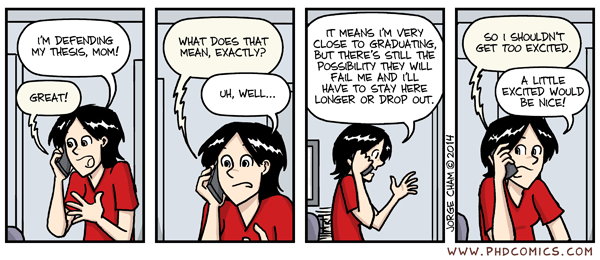 I'M DEFENDING
MY THESIS, MOM!
GREAT!
WHAT DOES THAT
MEAN, EXACTLY?
UH, WELL...
IT MEANS I'M VERY
CLOSE TO GRADUATING,
BUT THERE'S STILL THE
POSSIBILITY THEY WILL
FAIL ME AND I'LL
HAVE TO STAY HERE
LONGER OR DROP OUT.
SO I SHOULDN'T
GET TOO EXCITED.
A LITTLE
EXCITED WOULD
BE NICE!
JORGE CHAM © 2014
WWW.PHDCOMICS.COM